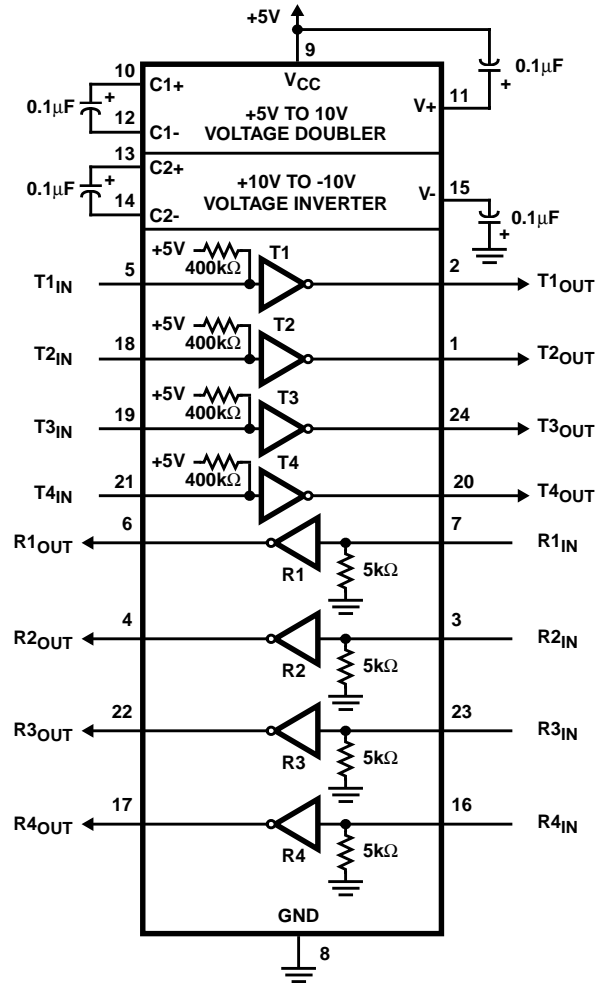 +5V
9
10
0.1µF
+
C1+
VCC
+5V TO 10V
VOLTAGE DOUBLER
12
C1-
V+
11
+
0.1µF
13
0.1µF
+
C2+
+10V TO -10V
VOLTAGE INVERTER
14
C2-
V-
15
+
0.1µF
T1IN
5
+5V
400kΩ
T1
2
T1OUT
T2IN
18
+5V
400kΩ
T2
1
T2OUT
T3IN
19
+5V
400kΩ
T3
24
T3OUT
T4IN
21
+5V
400kΩ
T4
20
T4OUT
R1OUT
6
R1
5kΩ
7
R1IN
R2OUT
4
R2
5kΩ
3
R2IN
R3OUT
22
R3
5kΩ
23
R3IN
R4OUT
17
R4
5kΩ
16
R4IN
GND
8